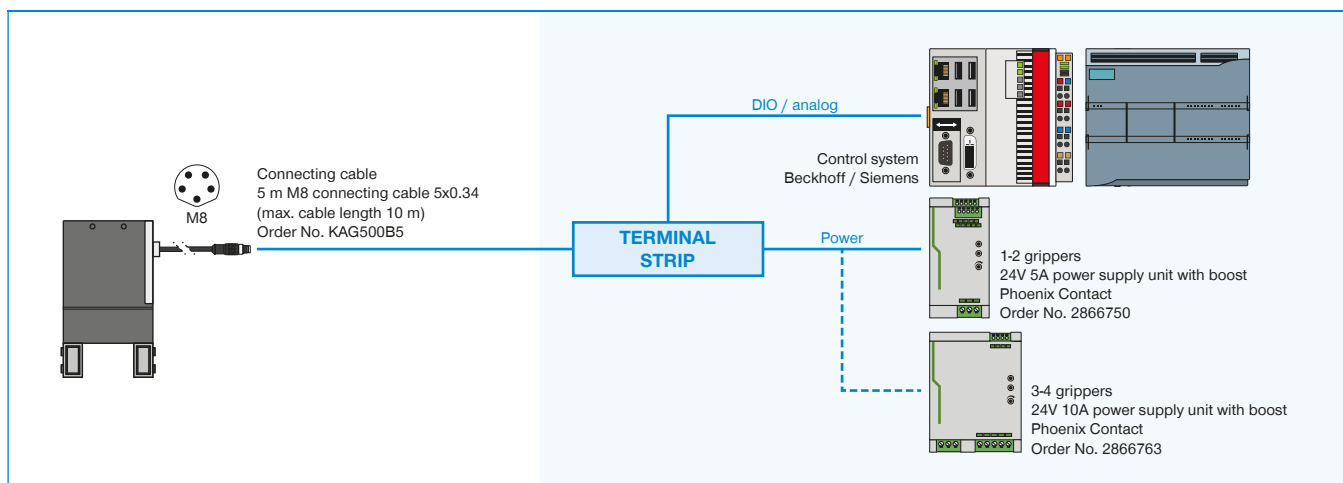 DIO / analog
Control system
Beckhoff / Siemens
M8
Connecting cable
5 m M8 connecting cable 5x0.34
(max. cable length 10 m)
Order No. KAG500B5
TERMINAL
STRIP
Power
1-2 grippers
24V 5A power supply unit with boost
Phoenix Contact
Order No. 2866750
3-4 grippers
24V 10A power supply unit with boost
Phoenix Contact
Order No. 2866763